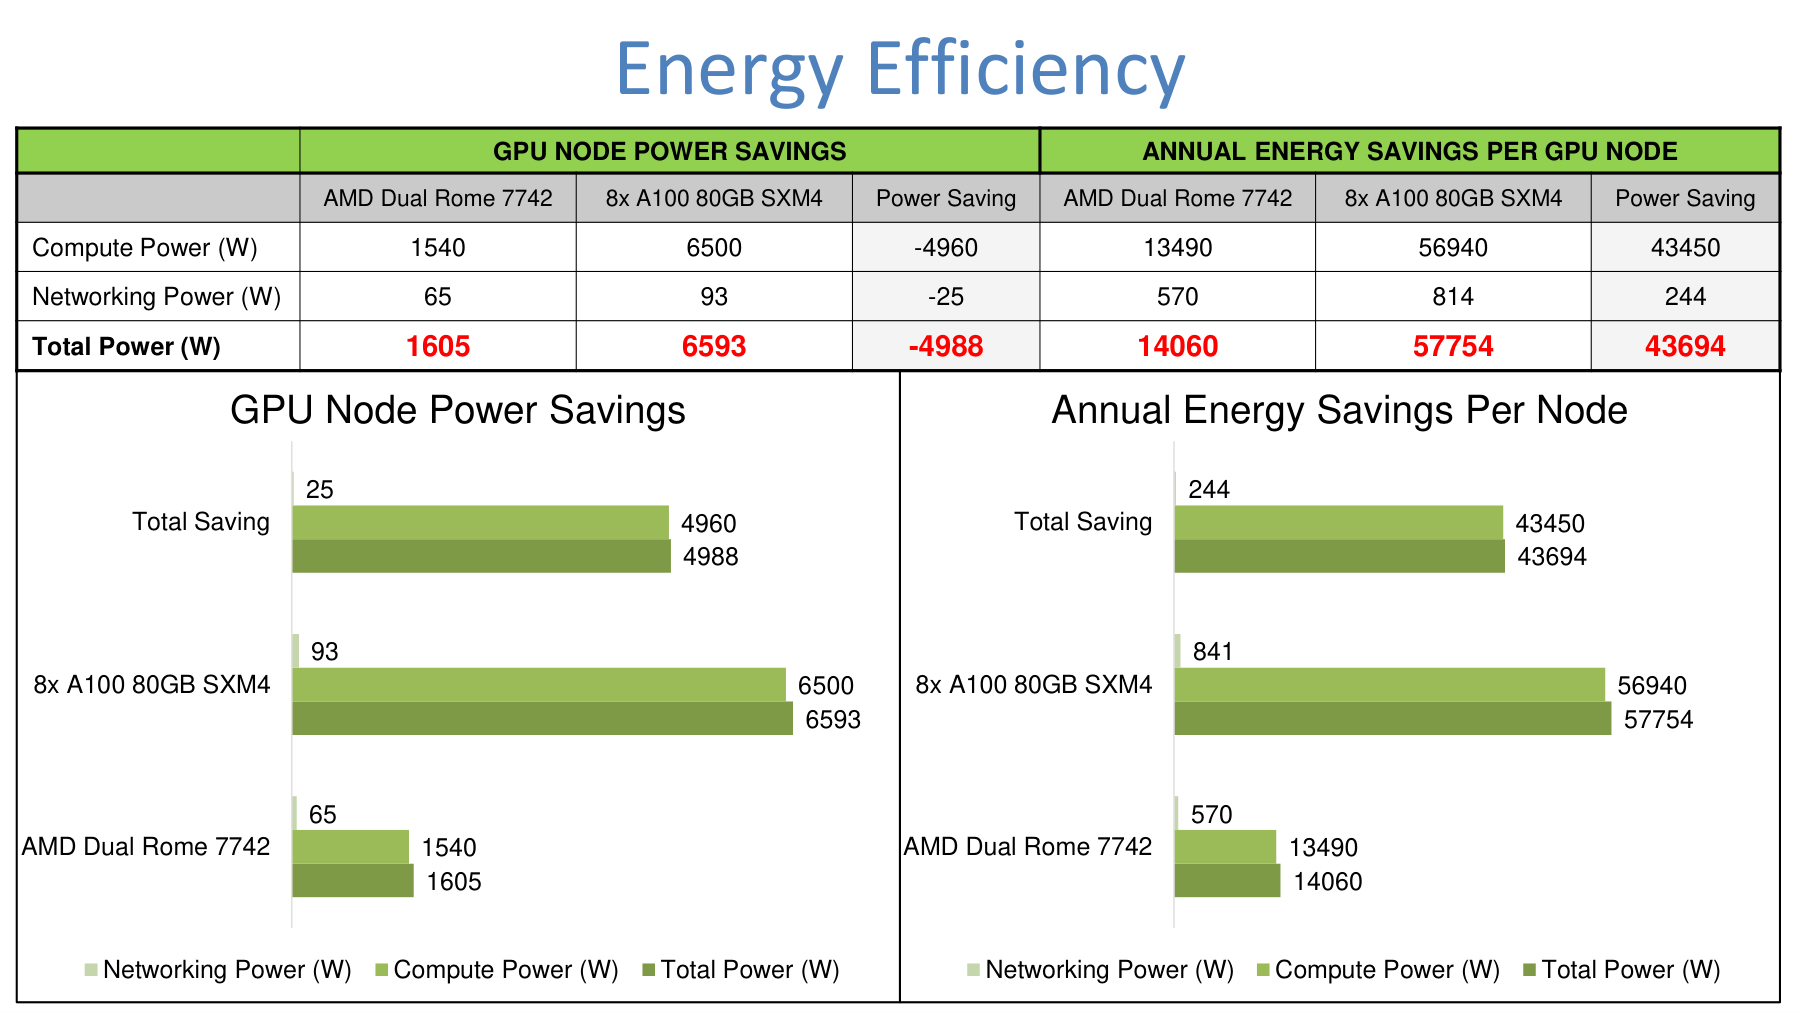 Energy Efficiency
GPU NODE POWER SAVINGS ANNUAL ENERGY SAVINGS PER GPU NODE
AMD Dual Rome 7742 8x A100 80GB SXM4 Power Saving AMD Dual Rome 7742 8x A100 80GB SXM4 Power Saving
Compute Power (W) 1540 6500 -4960 13490 56940 43450
Networking Power (W) 65 93 -25 570 814 244
Total Power (W) 1605 6593 -4988 14060 57754 43694
GPU Node Power Savings
25
Total Saving 4960
4988
93
8x A100 80GB SXM4 6500
6593
65
AMD Dual Rome 7742 1540
1605
Networking Power (W) Compute Power (W) Total Power (W)
Annual Energy Savings Per Node
244
Total Saving 43450
43694
841
8x A100 80GB SXM4 56940
57754
570
AMD Dual Rome 7742 13490
14060
Networking Power (W) Compute Power (W) Total Power (W)